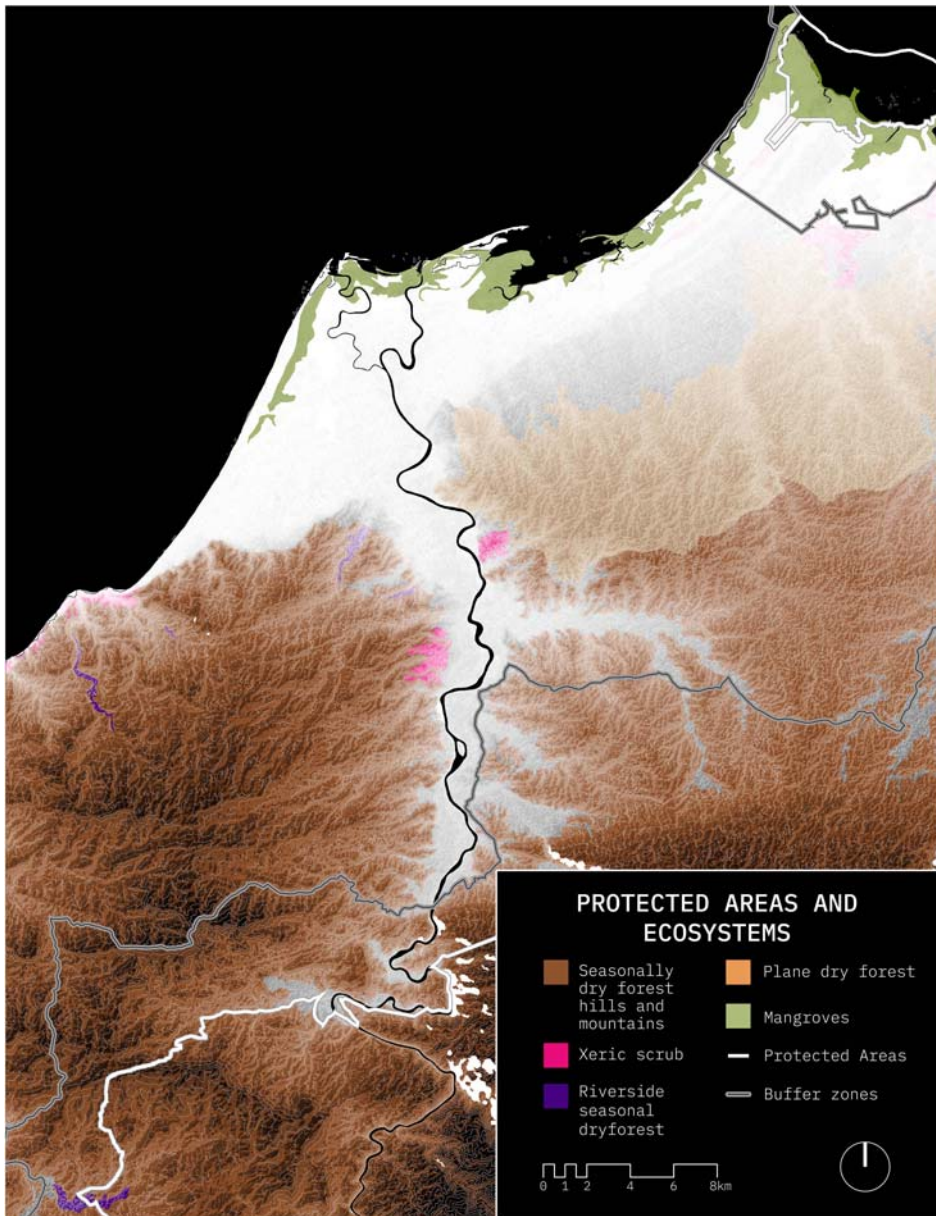 PROTECTED AREAS AND
ECOSYSTEMS
Seasonally
dry forest
hills and
mountains
Xeric scrub
Riverside
seasonal
dryforest
Plane dry forest
Mangroves
Protected Areas
Buffer zones
0 1 2 4 6 8km